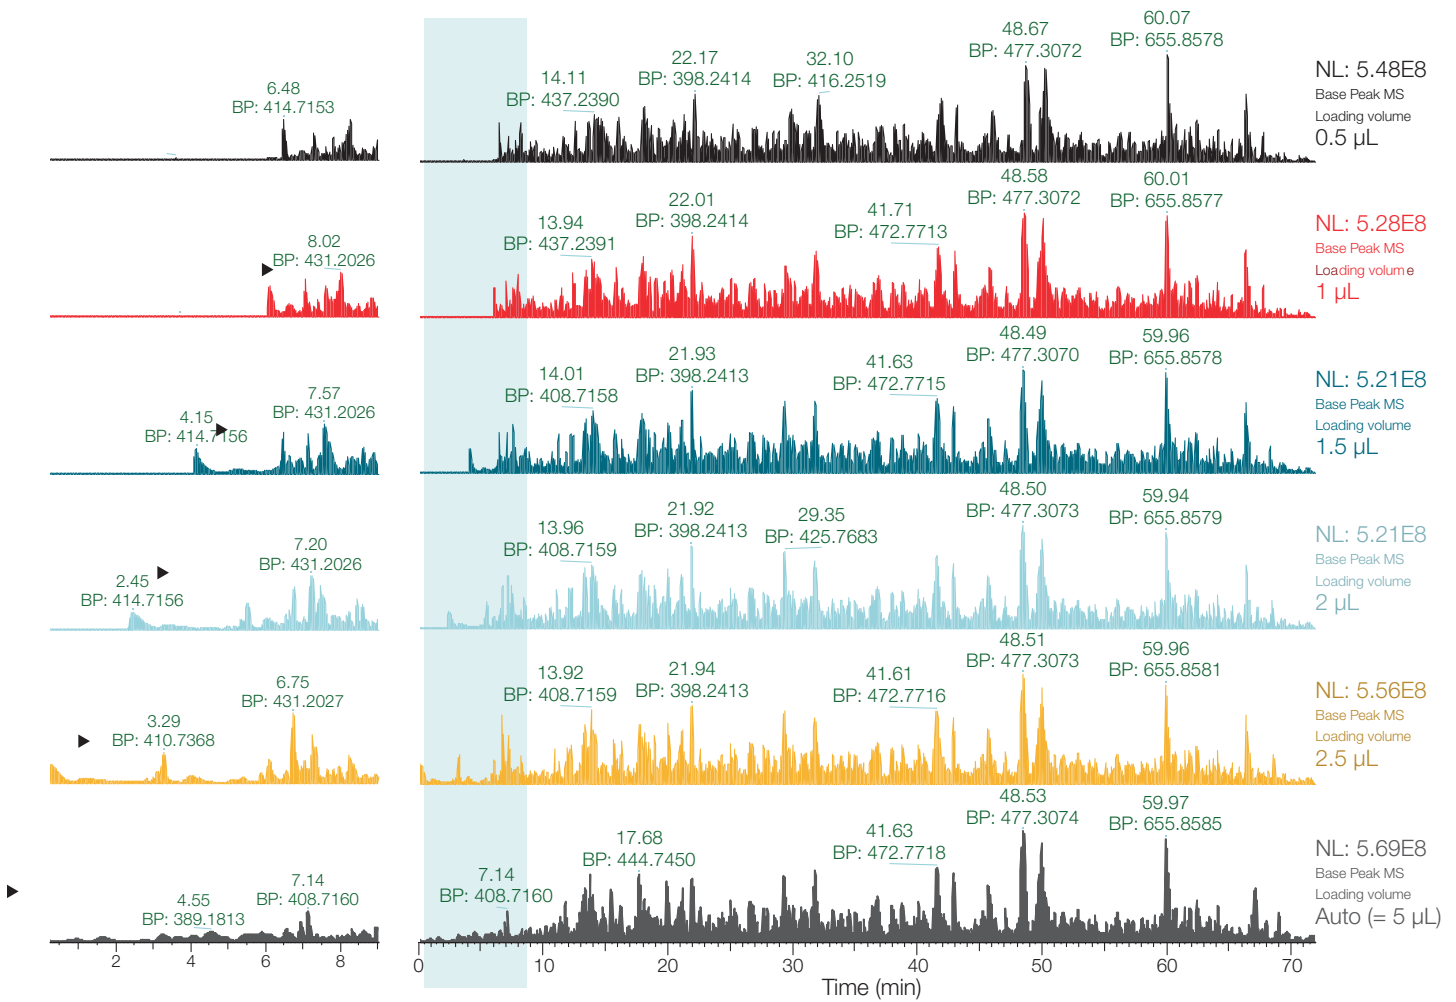 6.48
BP: 414.7153
14.11
BP: 437.2390
22.17
BP: 398.2414
32.10
BP: 416.2519
48.67
BP: 477.3072
60.07
BP: 655.8578
NL: 5.48E8
Base Peak MS
Loading volume
0.5 µL
8.02
BP: 431.2026
13.94
BP: 437.2391
22.01
BP: 398.2414
41.71
BP: 472.7713
48.58
BP: 477.3072
60.01
BP: 655.8577
NL: 5.28E8
Base Peak MS
Loading volume
1 µL
4.15
BP: 414.7156
7.57
BP: 431.2026
14.01
BP: 408.7158
21.93
BP: 398.2413
41.63
BP: 472.7715
48.49
BP: 477.3070
59.96
BP: 655.8578
NL: 5.21E8
Base Peak MS
Loading volume
1.5 µL
2.45
BP: 414.7156
7.20
BP: 431.2026
13.96
BP: 408.7159
21.92
BP: 398.2413
29.35
BP: 425.7683
48.50
BP: 477.3073
59.94
BP: 655.8579
NL: 5.21E8
Base Peak MS
Loading volume
2 µL
3.29
BP: 410.7368
6.75
BP: 431.2027
13.92
BP: 408.7159
21.94
BP: 398.2413
41.61
BP: 472.7716
48.51
BP: 477.3073
59.96
BP: 655.8581
NL: 5.56E8
Base Peak MS
Loading volume
2.5 µL
4.55
BP: 389.1813
7.14
BP: 408.7160
7.14
BP: 408.7160
17.68
BP: 444.7450
41.63
BP: 472.7718
48.53
BP: 477.3074
59.97
BP: 655.8585
NL: 5.69E8
Base Peak MS
Loading volume
Auto (= 5 µL)
2 4 6 8
0 10 20 30 40 50 60 70
Time (min)